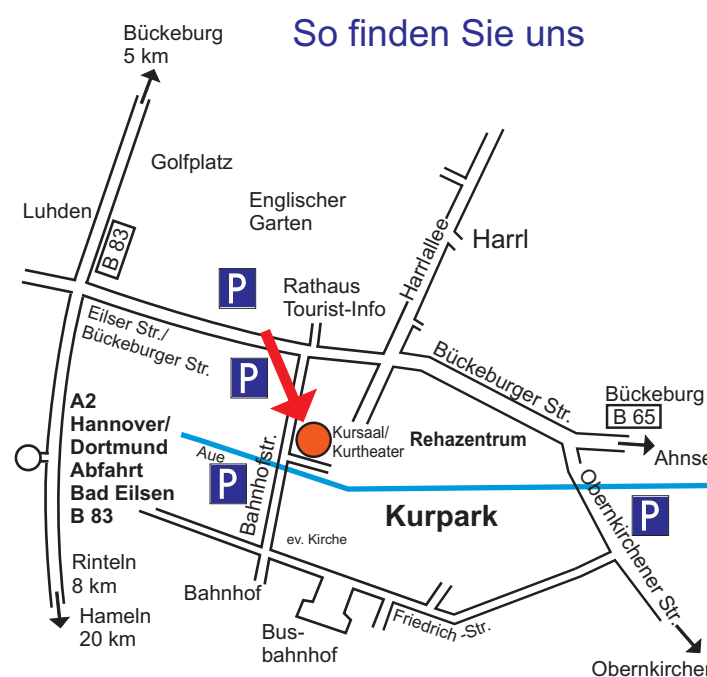 So finden Sie uns
Bückeburg
5 km
Golfplatz
Luhden
B 83
Englischer
Garten
Harrlallee
Harrl
P
Rathaus
Tourist-Info
Eilser Str./
Bückeburger Str.
P
Bückeburger Str.
Bückeburg
B 65
Ahnse
A2
Hannover/
Dortmund
Abfahrt
Bad Eilsen
B 83
Kursaal/
Kurtheater
Rehazentrum
Aue
P
Bahnhofstr.
Kurpark
P
Obernkirchener Str.
ev. Kirche
Rinteln
8 km
Hameln
20 km
Bahnhof
Bus-
bahnhof
Friedrich -Str.
Obernkirchen